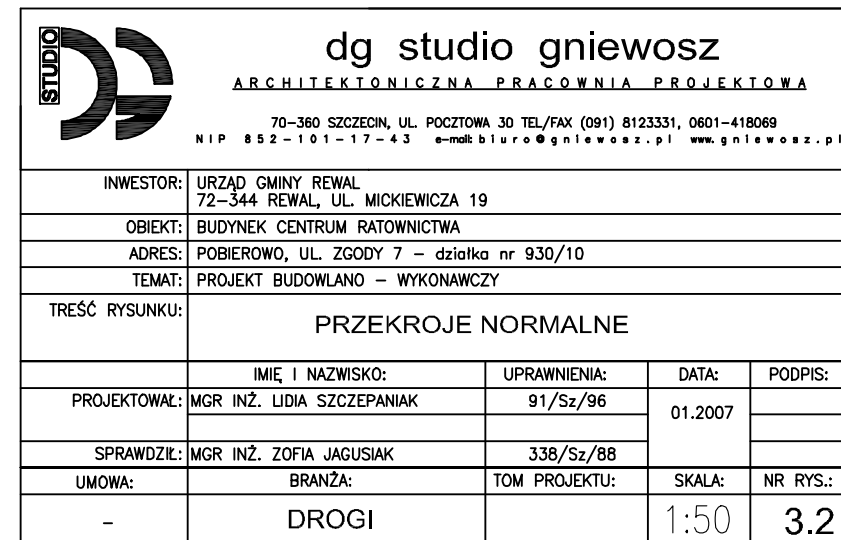 STUDIO
DG
dg studio gniewosz
ARCHITEKTONICZNA PRACOWNIA PROJEKTOWA
70-360 SZCZECIN, UL. POCZTOWA 30 TEL/FAX (091) 8123331, 0601-418069
NIP 852-101-17-43 e-mail: biuro@gniewosz.pl www.gniewosz.pl
INWESTOR: URZĄD GMINY REWAL
72-344 REWAL, UL. MICKIEWICZA 19
OBIEKT: BUDYNEK CENTRUM RATOWNICTWA
ADRES: POBIEROWO, UL. ZGODY 7 - działka nr 930/10
TEMAT: PROJEKT BUDOWLANO - WYKONAWCZY
TREŚĆ RYSUNKU: PRZEKROJE NORMALNE
IMIĘ I NAZWISKO: UPRAWNIENIA: DATA: PODPIS:
PROJEKTOWAŁ: MGR INŻ. LIDIA SZCZEPANIAK 91/Sz/96 01.2007
SPRAWDZIŁ: MGR INŻ. ZOFIA JAGUSIAK 338/Sz/88
UMOWA: BRANŻA: TOM PROJEKTU: SKALA: NR RYS.:
- DROGI 1:50 3.2